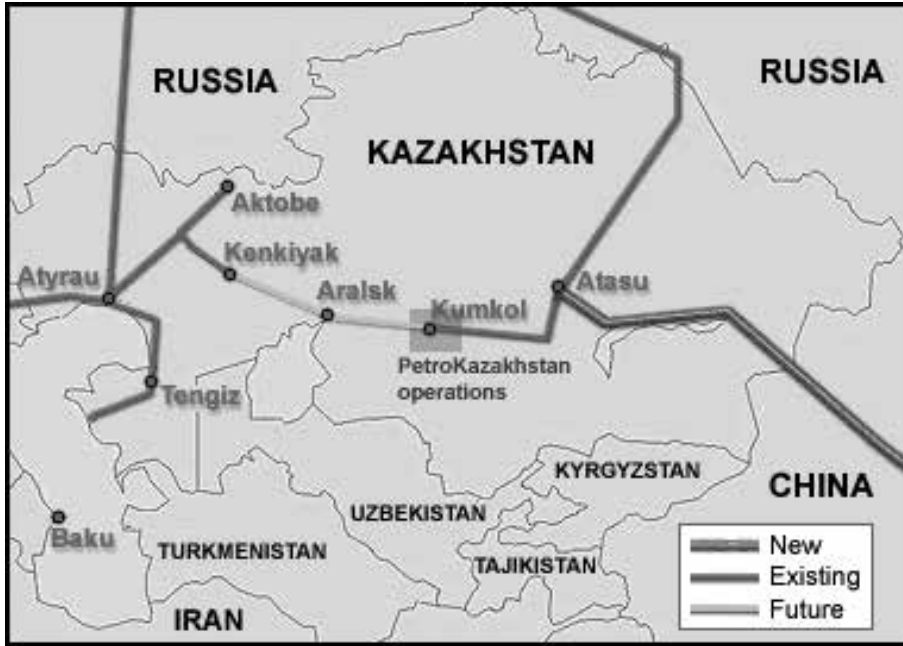 RUSSIA
RUSSIA
KAZAKHSTAN
Aktobe
Kenkiyak
Atyrau
Aralsk
Kumkol
Atasu
PetroKazakhstan
operations
Tengiz
KYRGYZSTAN
CHINA
UZBEKISTAN
Baku
TURKMENISTAN
TAJIKISTAN
IRAN
New
Existing
Future